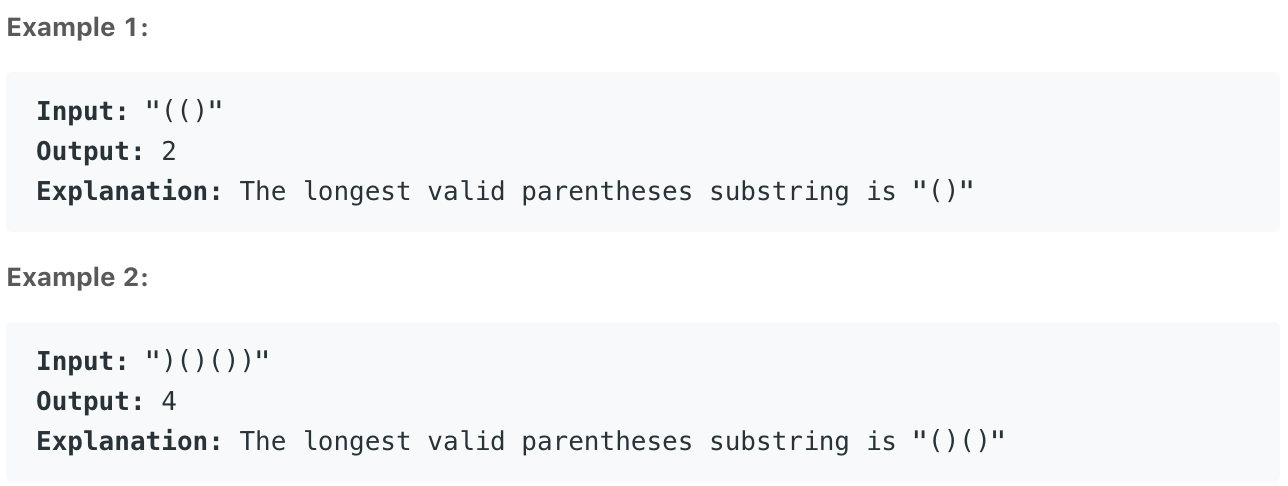 Example 1:
Input: "(()"
Output: 2
Explanation: The longest valid parentheses substring is "()"
Example 2:
Input: ")()())"
Output: 4
Explanation: The longest valid parentheses substring is "()()"